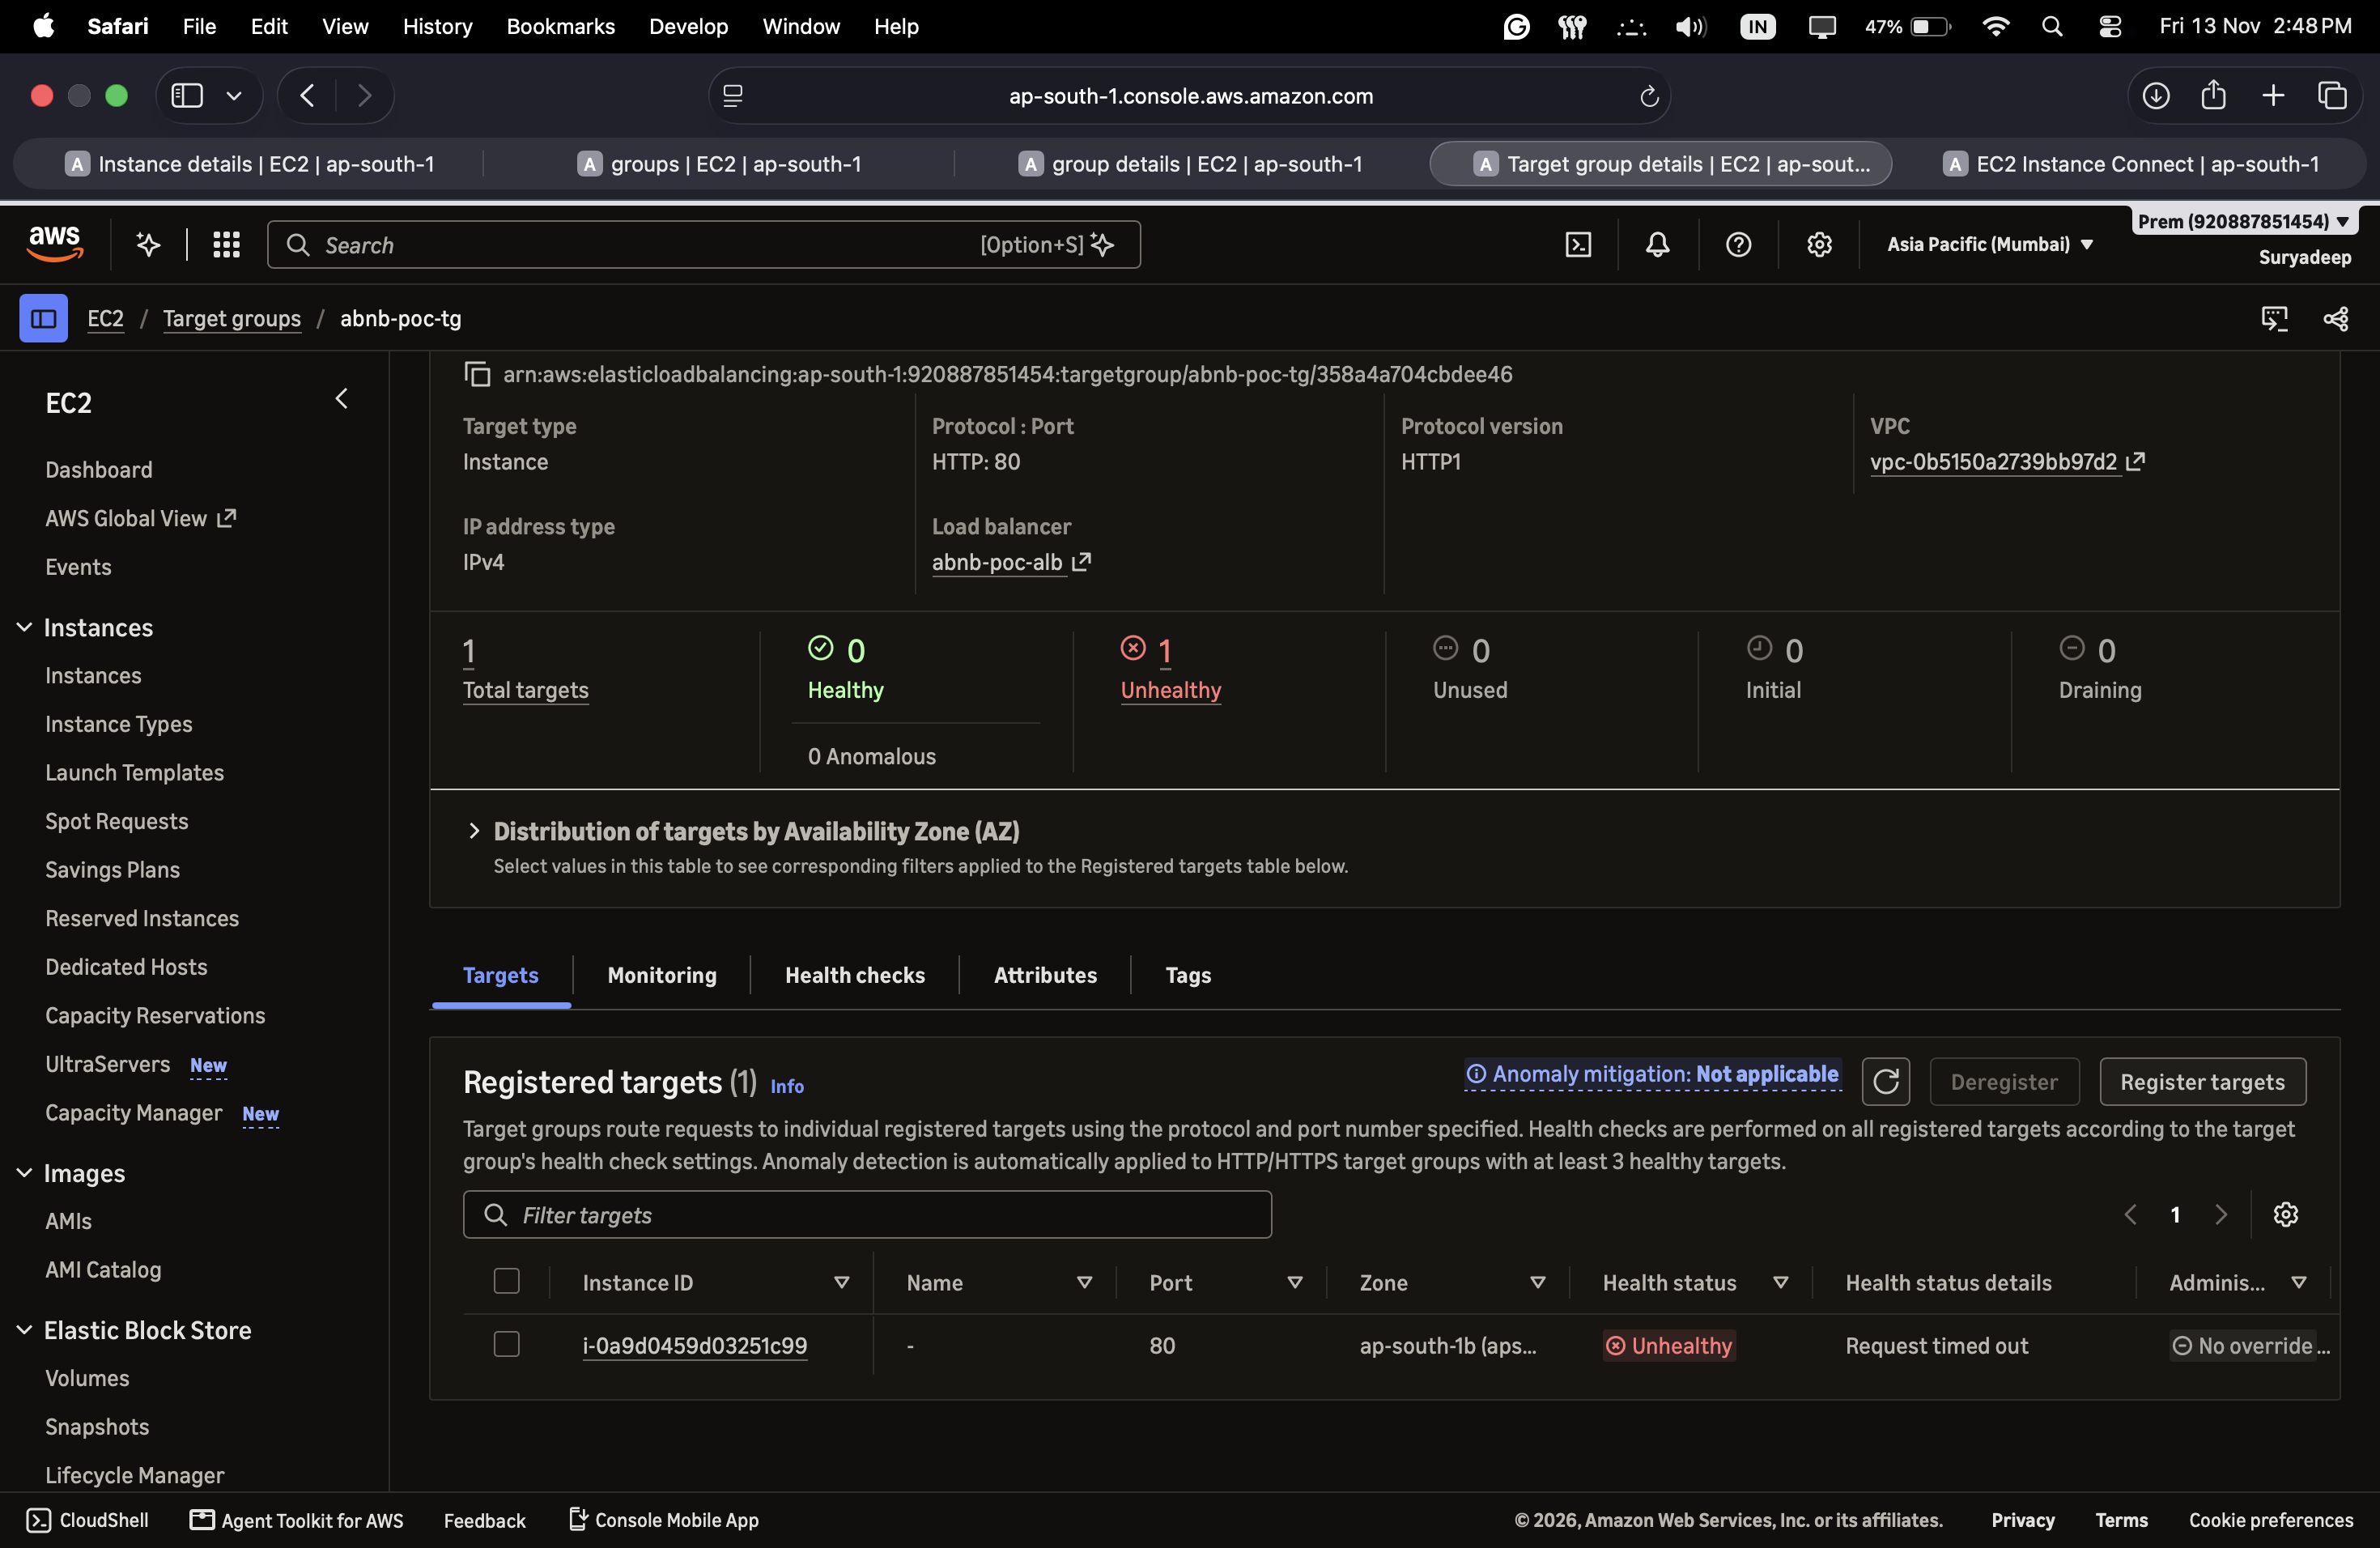 Safari File Edit View History Bookmarks Develop Window Help IN 47% Fri 13 Nov 2:48 PM
ap-south-1.console.aws.amazon.com
A Instance details | EC2 | ap-south-1 A groups | EC2 | ap-south-1 A group details | EC2 | ap-south-1 A Target group details | EC2 | ap-sout... A EC2 Instance Connect | ap-south-1
aws Search [Option+S] Asia Pacific (Mumbai) Prem (920887851454)
Suryadeep
EC2 / Target groups / abnb-poc-tg
EC2
Dashboard
AWS Global View
Events
Instances
Instances
Instance Types
Launch Templates
Spot Requests
Savings Plans
Reserved Instances
Dedicated Hosts
Capacity Reservations
UltraServers New
Capacity Manager New
Images
AMIs
AMI Catalog
Elastic Block Store
Volumes
Snapshots
Lifecycle Manager
arn:aws:elasticloadbalancing:ap-south-1:920887851454:targetgroup/abnb-poc-tg/358a4a704cbdee46
Target type
Instance
Protocol : Port
HTTP: 80
Protocol version
HTTP1
VPC
vpc-0b5150a2739bb97d2
IP address type
IPv4
Load balancer
abnb-poc-alb
1
Total targets
0
Healthy
0 Anomalous
1
Unhealthy
0
Unused
0
Initial
0
Draining
Distribution of targets by Availability Zone (AZ)
Select values in this table to see corresponding filters applied to the Registered targets table below.
Targets Monitoring Health checks Attributes Tags
Registered targets (1) Info Anomaly mitigation: Not applicable Deregister Register targets
Target groups route requests to individual registered targets using the protocol and port number specified. Health checks are performed on all registered targets according to the target
group's health check settings. Anomaly detection is automatically applied to HTTP/HTTPS target groups with at least 3 healthy targets.
Filter targets 1
Instance ID Name Port Zone Health status Health status details Adminis...
i-0a9d0459d03251c99 - 80 ap-south-1b (aps... Unhealthy Request timed out No override ...
CloudShell Agent Toolkit for AWS Feedback Console Mobile App © 2026, Amazon Web Services, Inc. or its affiliates. Privacy Terms Cookie preferences